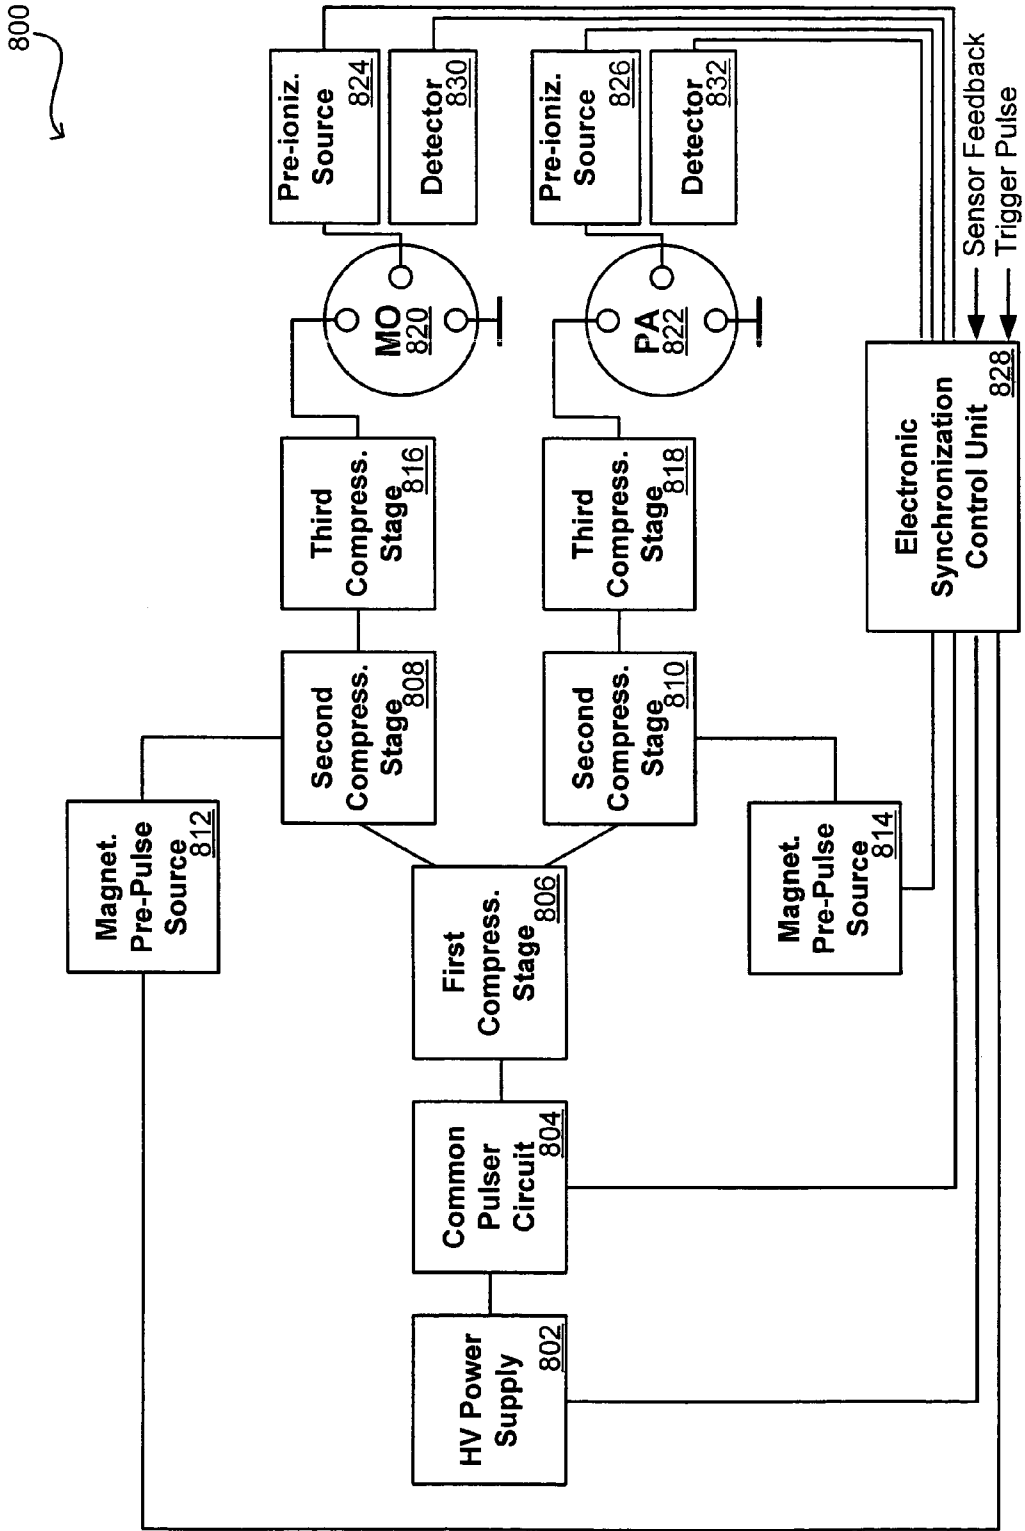 800
Magnet.
Pre-Pulse
Source
812
Second
Compress.
Stage
808
Third
Compress.
Stage
816
MO
820
Pre-ioniz.
Source
824
Detector
830
HV Power
Supply
802
Common
Pulser
Circuit
804
First
Compress.
Stage
806
Second
Compress.
Stage
810
Third
Compress.
Stage
818
PA
822
Pre-ioniz.
Source
826
Detector
832
Magnet.
Pre-Pulse
Source
814
Electronic
Synchronization
Control Unit
828
Sensor Feedback
Trigger Pulse